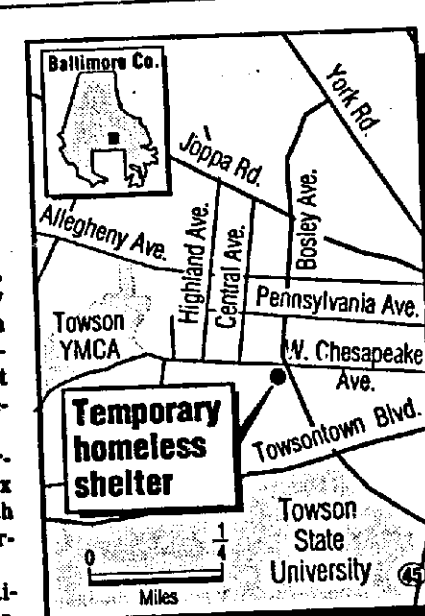 Baltimore Co.
York Rd.
Joppa Rd.
Allegheny Ave.
Highland Ave.
Central Ave.
Bosley Ave.
Pennsylvania Ave.
Towson
YMCA
W. Chesapeake
Ave.
Temporary
homeless
shelter
Towsontown Blvd.
Towson
State
University
45
0
1/4
Miles